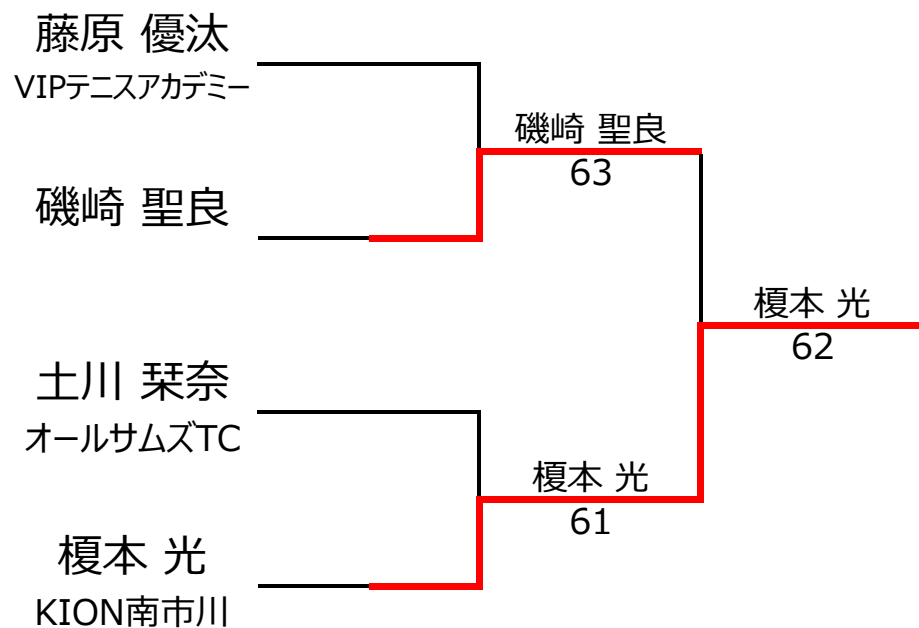 藤原 優汰
VIPテニスアカデミー
磯崎 聖良
63
磯崎 聖良
榎本 光
62
土川 栞奈
オールサムズTC
榎本 光
61
榎本 光
KION南市川